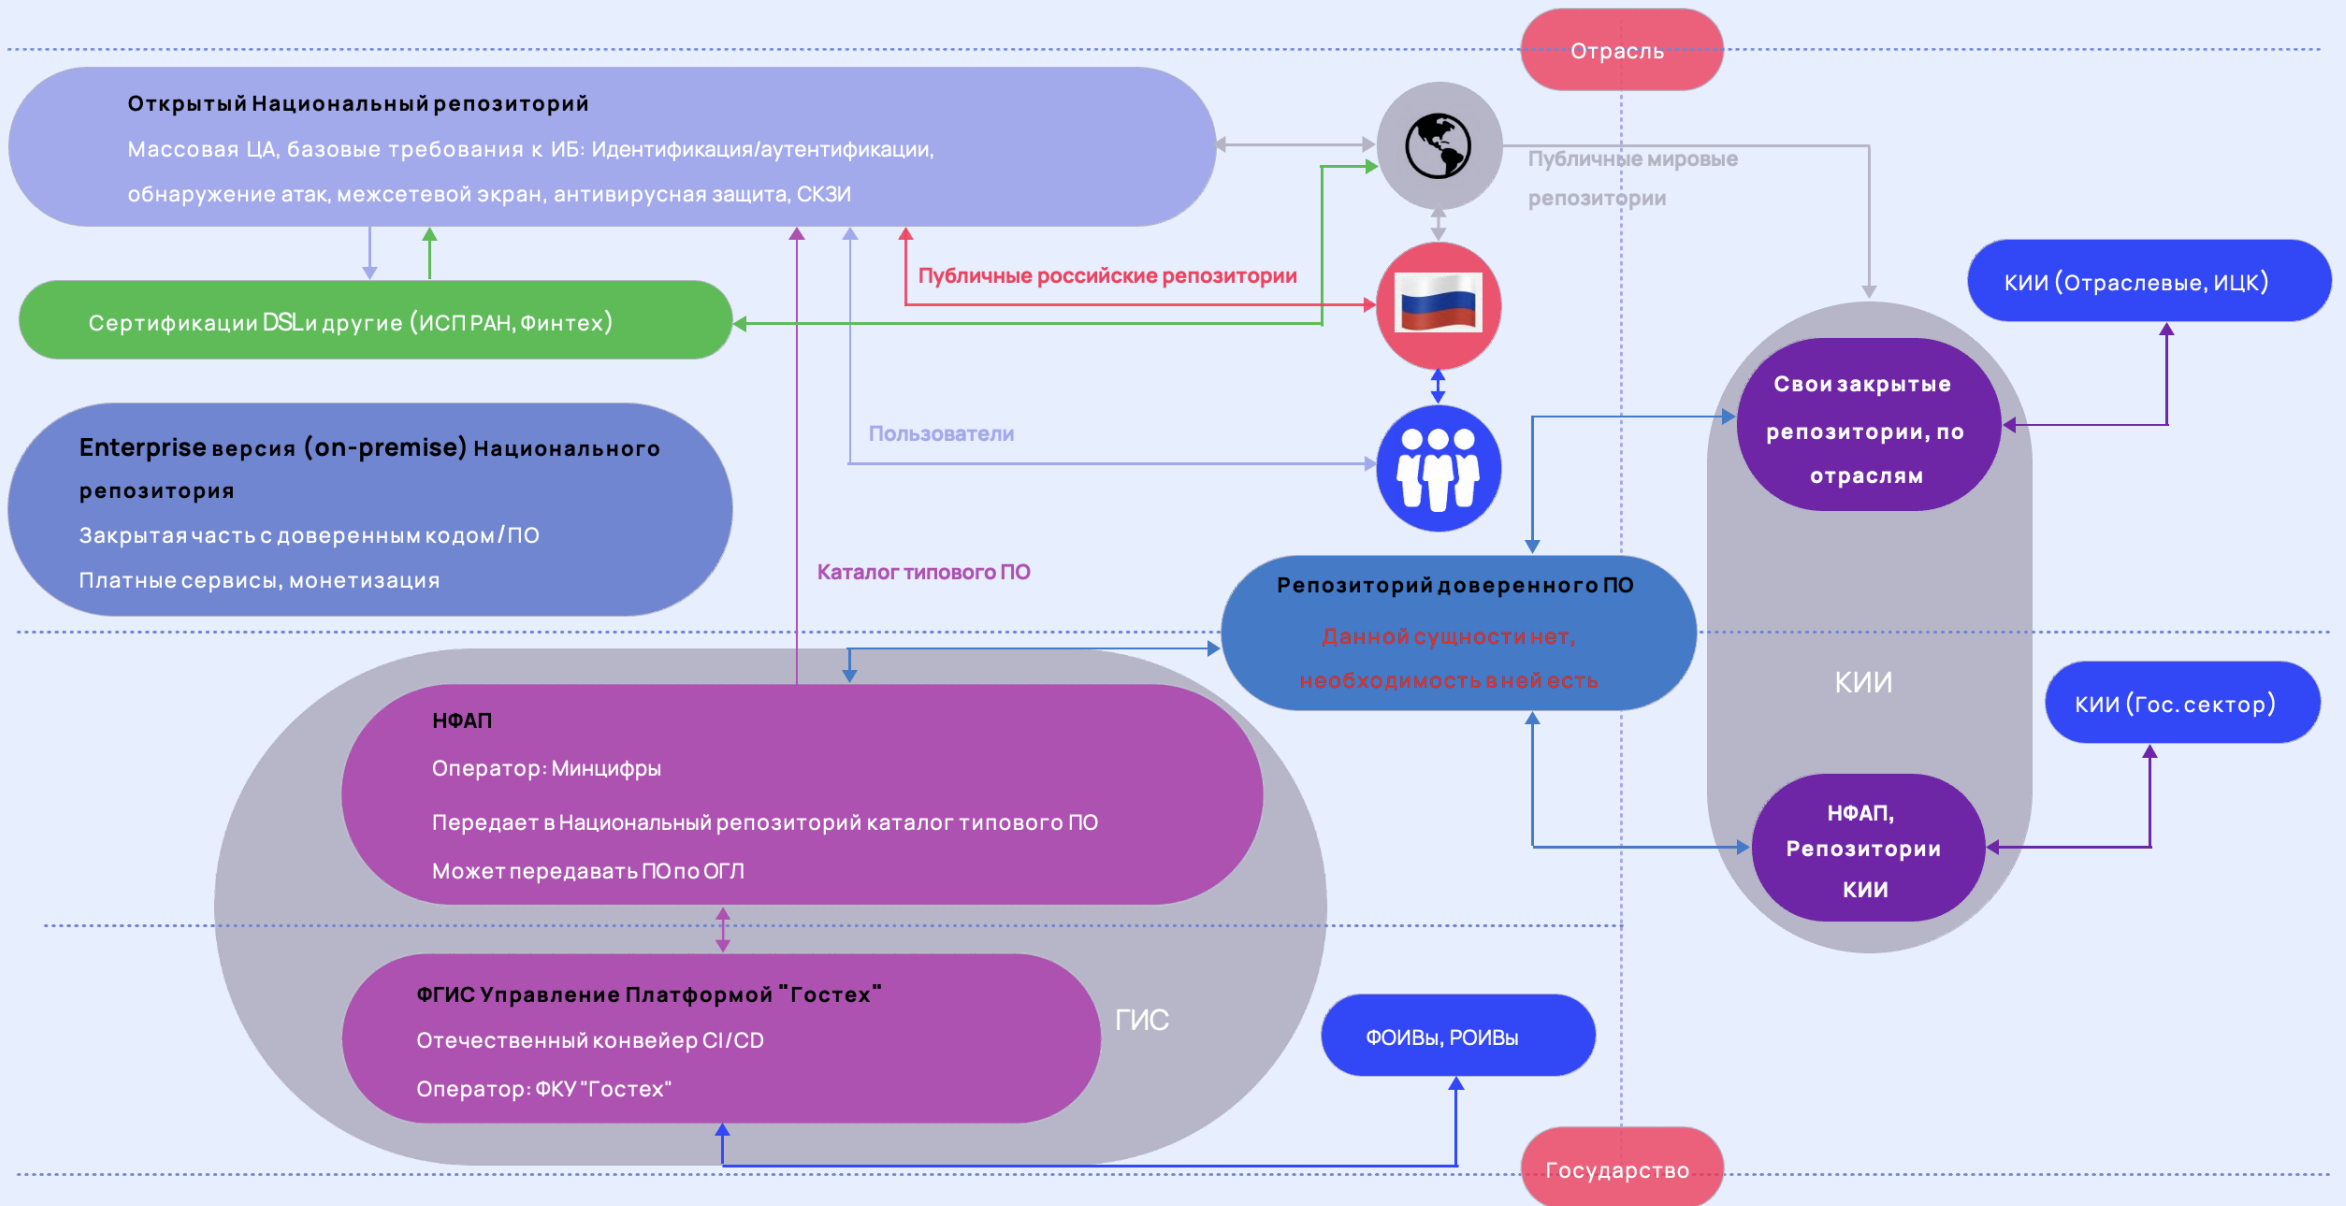 Отрасль
Открытый Национальный репозиторий
Массовая ЦА, базовые требования к ИБ: Идентификация/аутентификации,
обнаружение атак, межсетевой экран, антивирусная защита, СКЗИ
Публичные мировые
репозитории
Публичные российские репозитории
КИИ (Отраслевые, ИЦК)
Сертификации DSL и другие (ИСП РАН, Финтех)
Свои закрытые
репозитории, по
отраслям
Пользователи
Enterprise версия (on-premise) Национального
репозитория
Закрытая часть с доверенным кодом/ПО
Платные сервисы, монетизация
Каталог типового ПО
Репозиторий доверенного ПО
Данной сущности нет,
необходимость в ней есть
КИИ
КИИ (Гос. сектор)
НФАП
Оператор: Минцифры
Передает в Национальный репозиторий каталог типового ПО
Может передавать ПО по ОГЛ
НФАП,
Репозитории
КИИ
ФГИС Управление Платформой "Гостех"
Отечественный конвейер CI/CD
Оператор: ФКУ "Гостех"
ГИС
ФОИВы, РОИВы
Государство